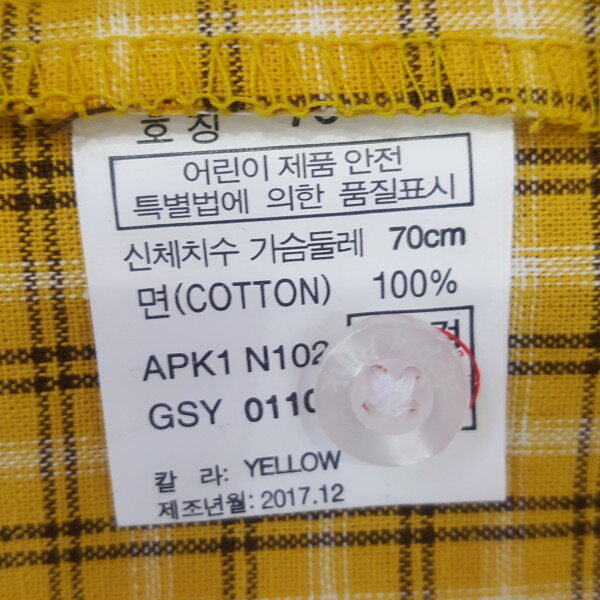 호칭
어린이 제품 안전
특별법에 의한 품질표시
신체치수 가슴둘레 70cm
면(COTTON) 100%
APK1 N102
GSY 0110
칼 라: YELLOW
제조년월: 2017.12